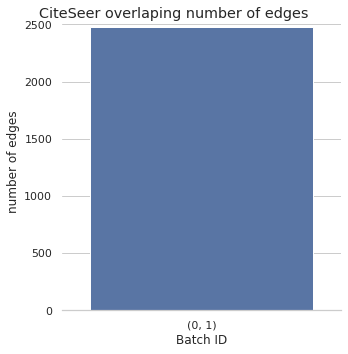 CiteSeer overlaping number of edges
2500
2000
1500
1000
500
0
number of edges
(0, 1)
Batch ID